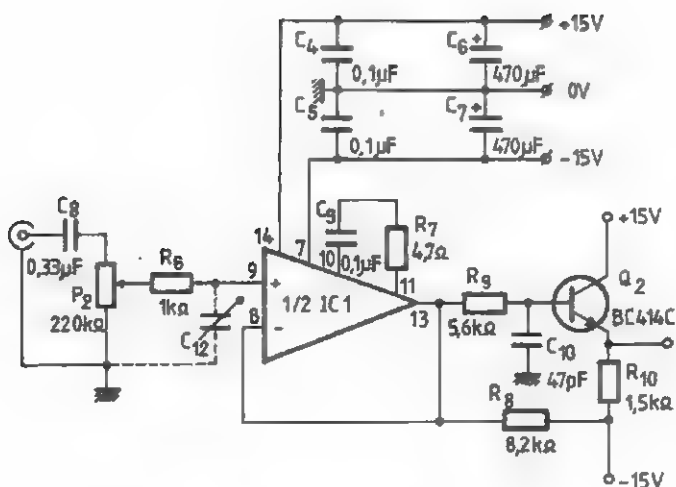 +15V
C4
0,1µF
C6 +
470µF
0V
C5
0,1µF
C7 +
470µF
-15V
C8
0,33µF
P2
220kΩ
R6
1kΩ
C12
14
7
C9
10
0,1µF
R7
4,7Ω
11
9
+
1/2 IC1
8
-
13
R9
5,6kΩ
C10
47pF
+15V
Q2
BC414C
R10
1,5kΩ
R8
8,2kΩ
-15V